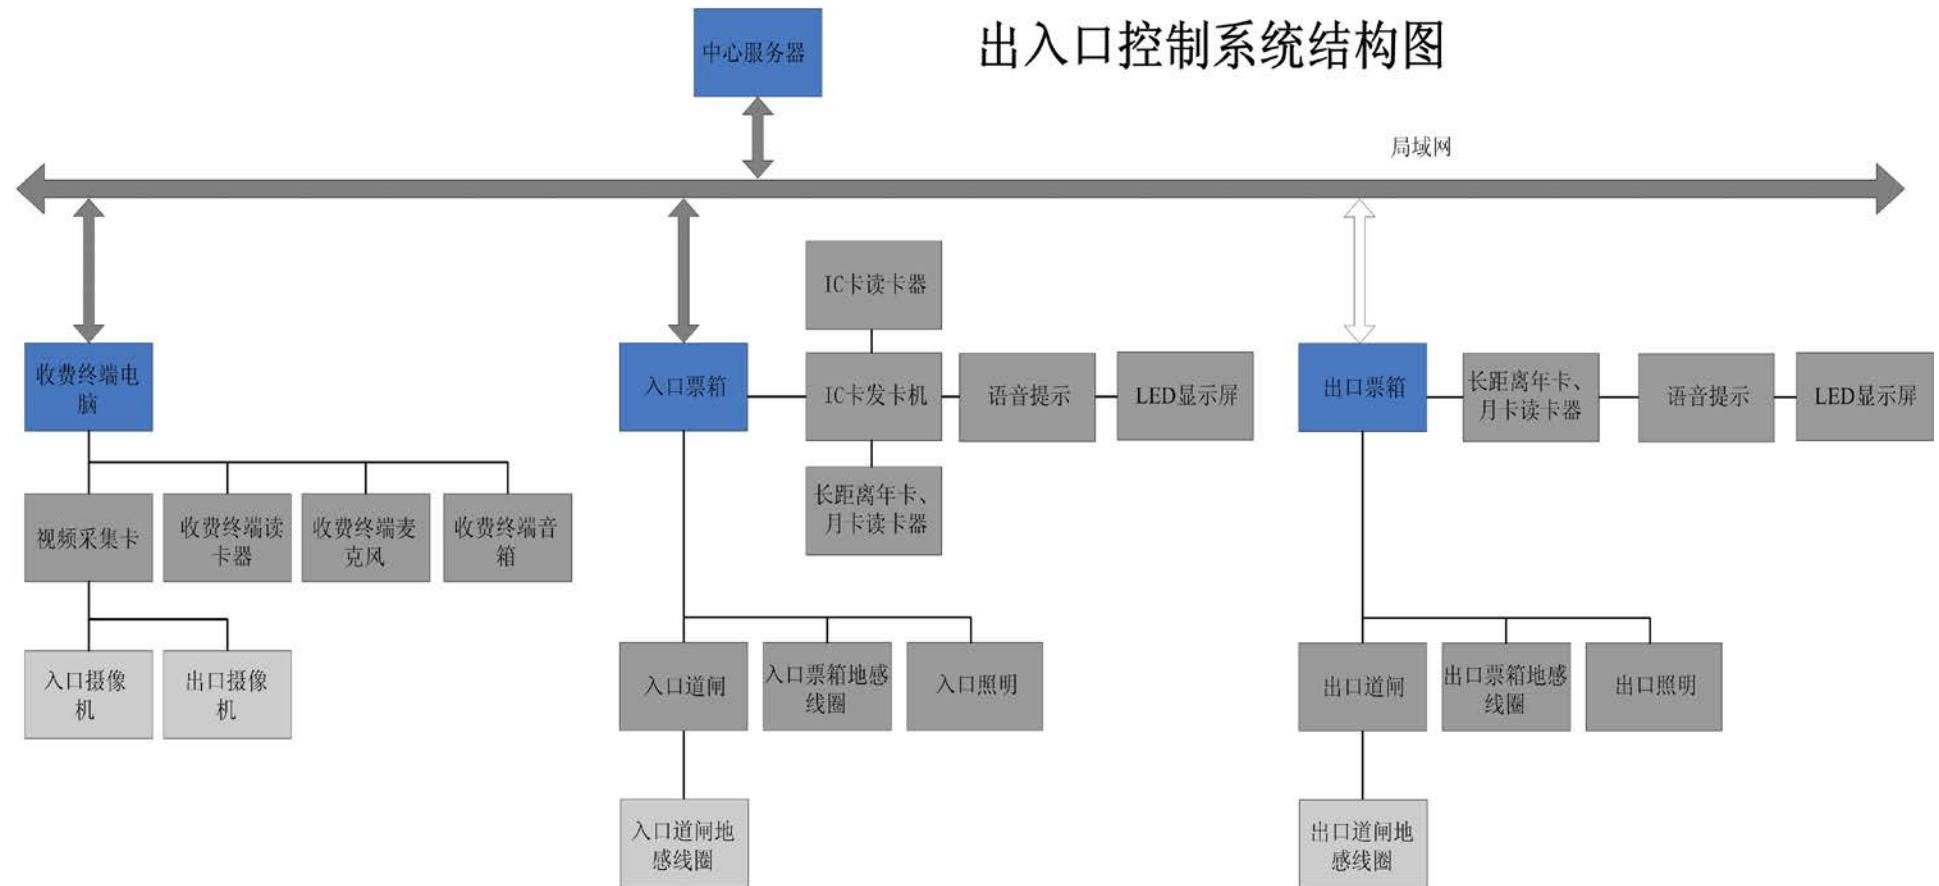 出入口控制系统结构图
中心服务器
局域网
收费终端电
脑
视频采集卡
收费终端读
卡器
收费终端麦
克风
收费终端音
箱
入口摄像
机
出口摄像
机
入口票箱
IC卡读卡器
IC卡发卡机
语音提示
LED显示屏
长距离年卡、
月卡读卡器
入口道闸
入口票箱地感
线圈
入口照明
入口道闸地
感线圈
出口票箱
长距离年卡、
月卡读卡器
语音提示
LED显示屏
出口道闸
出口票箱地感
线圈
出口照明
出口道闸地
感线圈